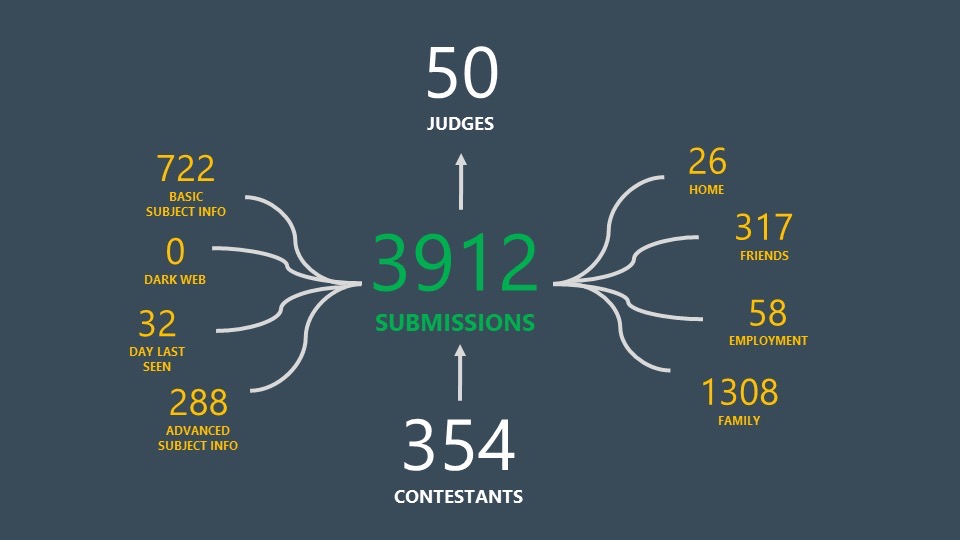 50
JUDGES
722
BASIC
SUBJECT INFO
0
DARK WEB
32
DAY LAST
SEEN
288
ADVANCED
SUBJECT INFO
3912
SUBMISSIONS
26
HOME
317
FRIENDS
58
EMPLOYMENT
1308
FAMILY
354
CONTESTANTS